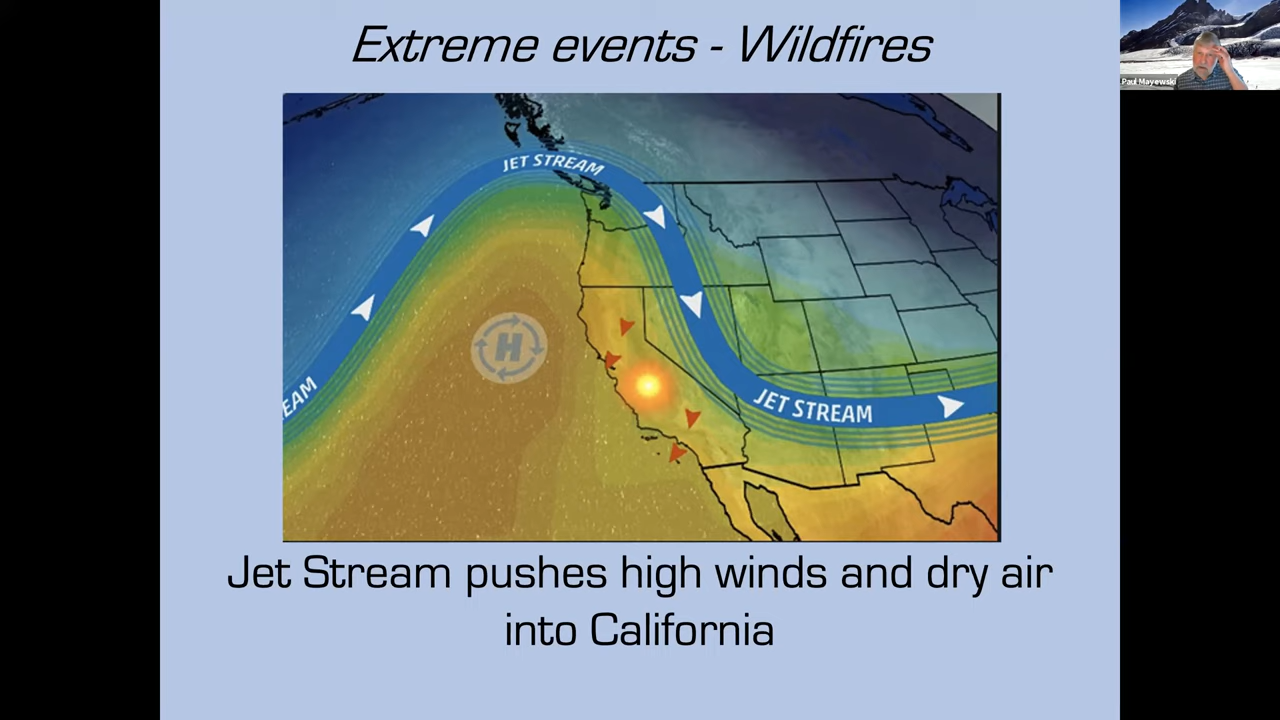 Extreme events - Wildfires
Paul Mayewski
JET STREAM
H
EAM
JET STREAM
Jet Stream pushes high winds and dry air
into California